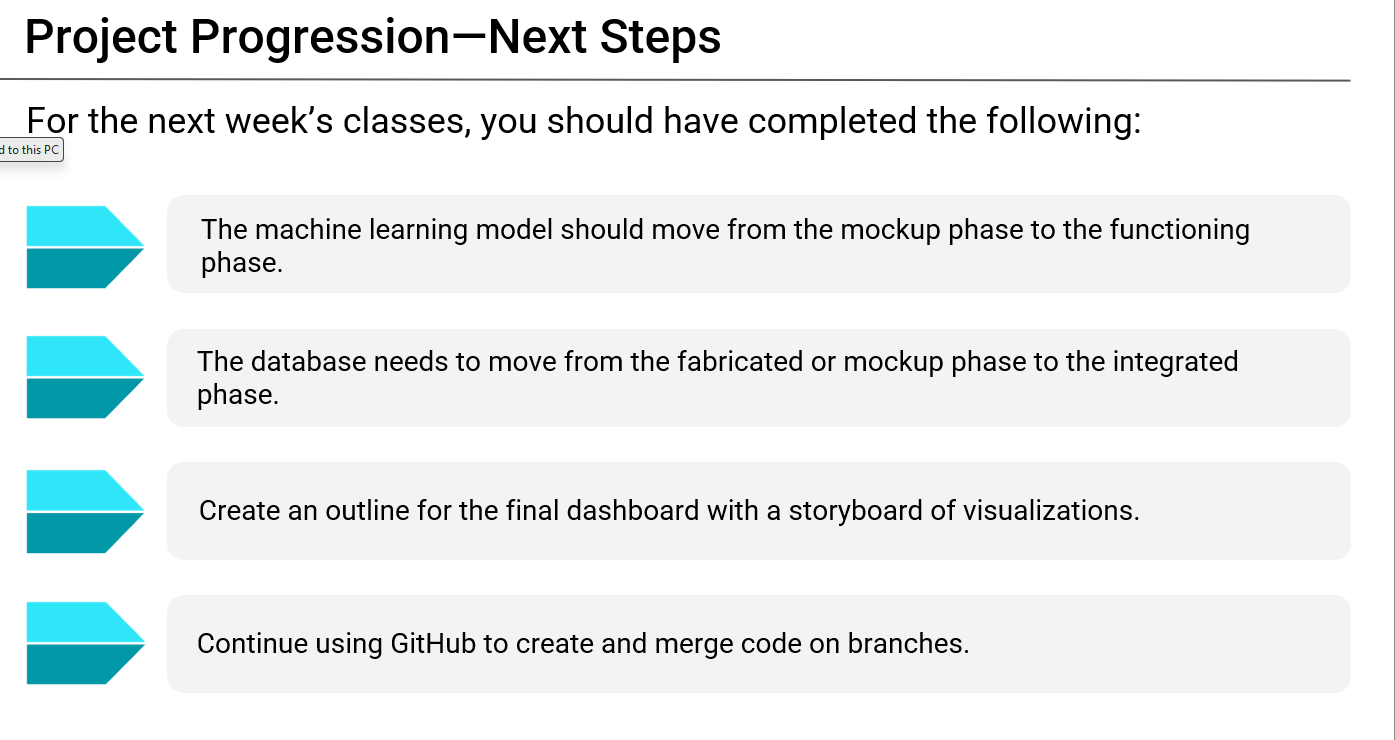 Project Progression—Next Steps
For the next week’s classes, you should have completed the following:
d to this PC
The machine learning model should move from the mockup phase to the functioning
phase.
The database needs to move from the fabricated or mockup phase to the integrated
phase.
Create an outline for the final dashboard with a storyboard of visualizations.
Continue using GitHub to create and merge code on branches.